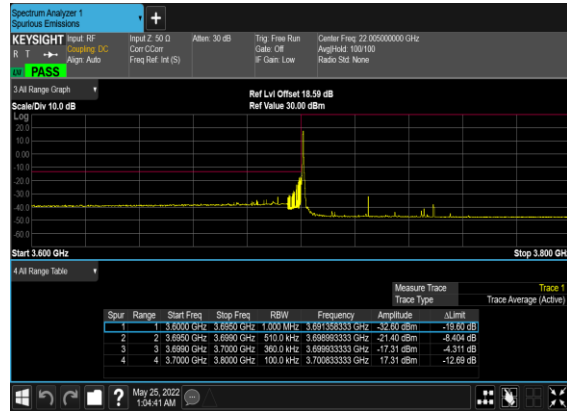 Spectrum Analyzer 1
Spurious Emissions
+
KEYSIGHT Input: RF Input Z: 50 Ω Atten: 30 dB Trig: Free Run Center Freq: 22.005000000 GHz
R T Coupling: DC Corr CCorr Gate: Off Avg|Hold: 100/100
Align: Auto Freq Ref: Int (S) IF Gain: Low Radio Std: None
PASS
3 All Range Graph
Ref Lvl Offset 18.59 dB
Scale/Div 10.0 dB Ref Value 30.00 dBm
Log
20.0
10.0
0.00
-10.0
-20.0
-30.0
-40.0
-50.0
-60.0
Start 3.600 GHz Stop 3.800 GHz
4 All Range Table
Measure Trace Trace 1
Trace Type Trace Average (Active)
Spur Range Start Freq Stop Freq RBW Frequency Amplitude ΔLimit
1 1 3.6000 GHz 3.6950 GHz 1.000 MHz 3.691358333 GHz -32.60 dBm -19.60 dB
2 2 3.6950 GHz 3.6990 GHz 510.0 kHz 3.698993333 GHz -21.40 dBm -8.404 dB
3 3 3.6990 GHz 3.7000 GHz 360.0 kHz 3.699933333 GHz -17.31 dBm -4.311 dB
4 4 3.7000 GHz 3.8000 GHz 100.0 kHz 3.700833333 GHz 17.31 dBm -12.69 dB
? May 25, 2022
1:04:41 AM